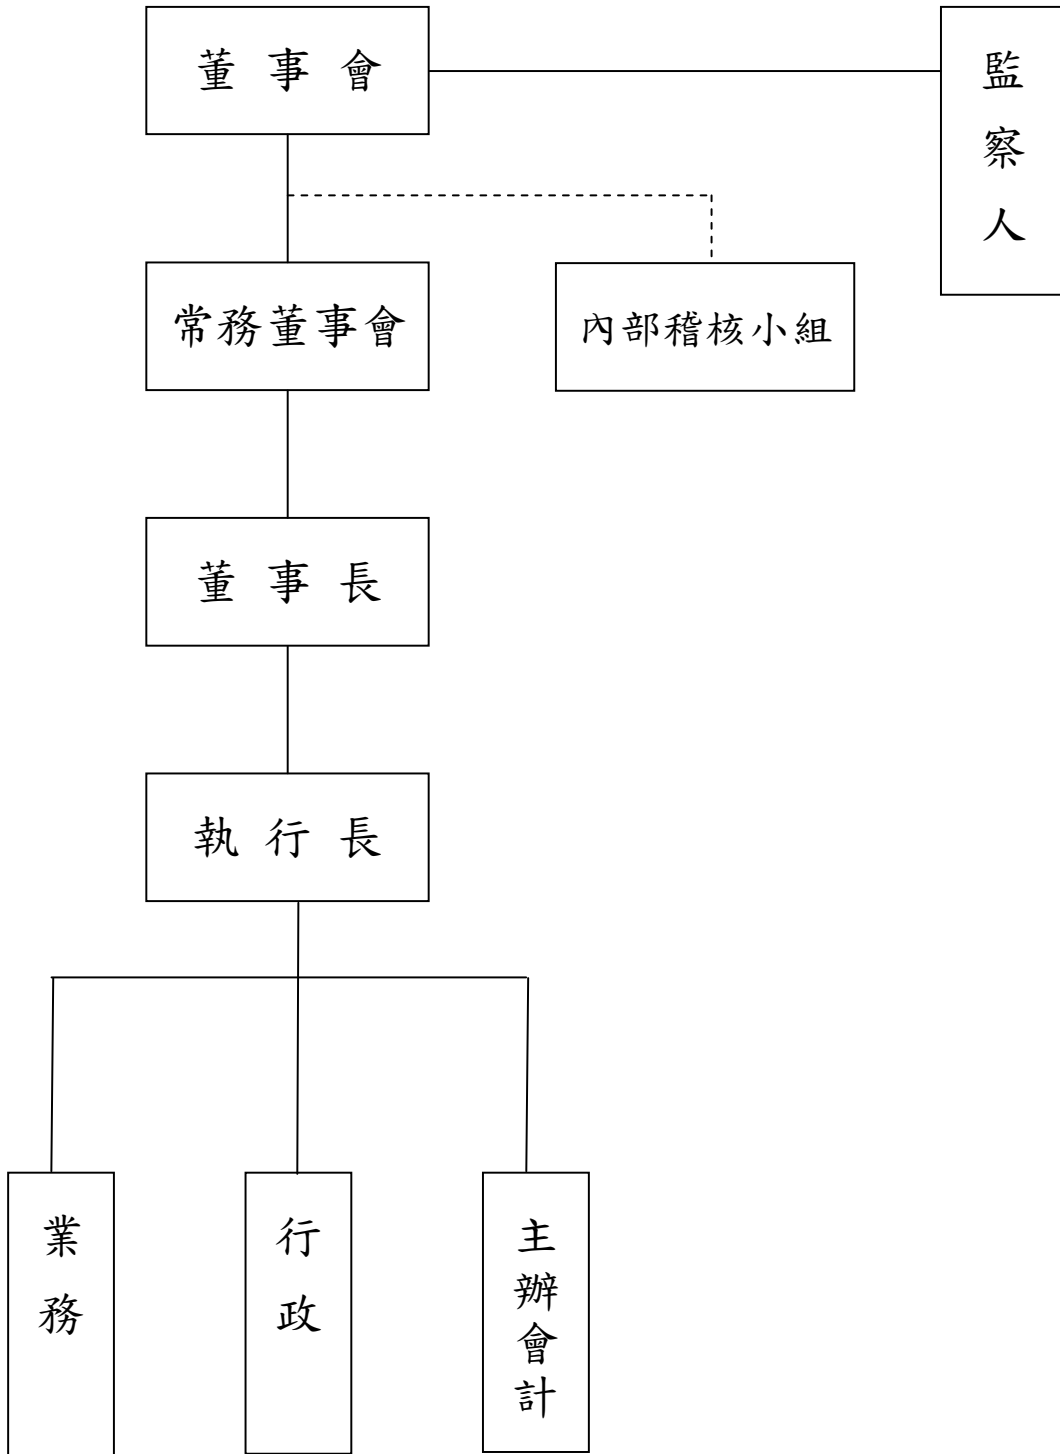 董事會
監察人
常務董事會
內部稽核小組
董事長
執行長
業務
行政
主辦會計